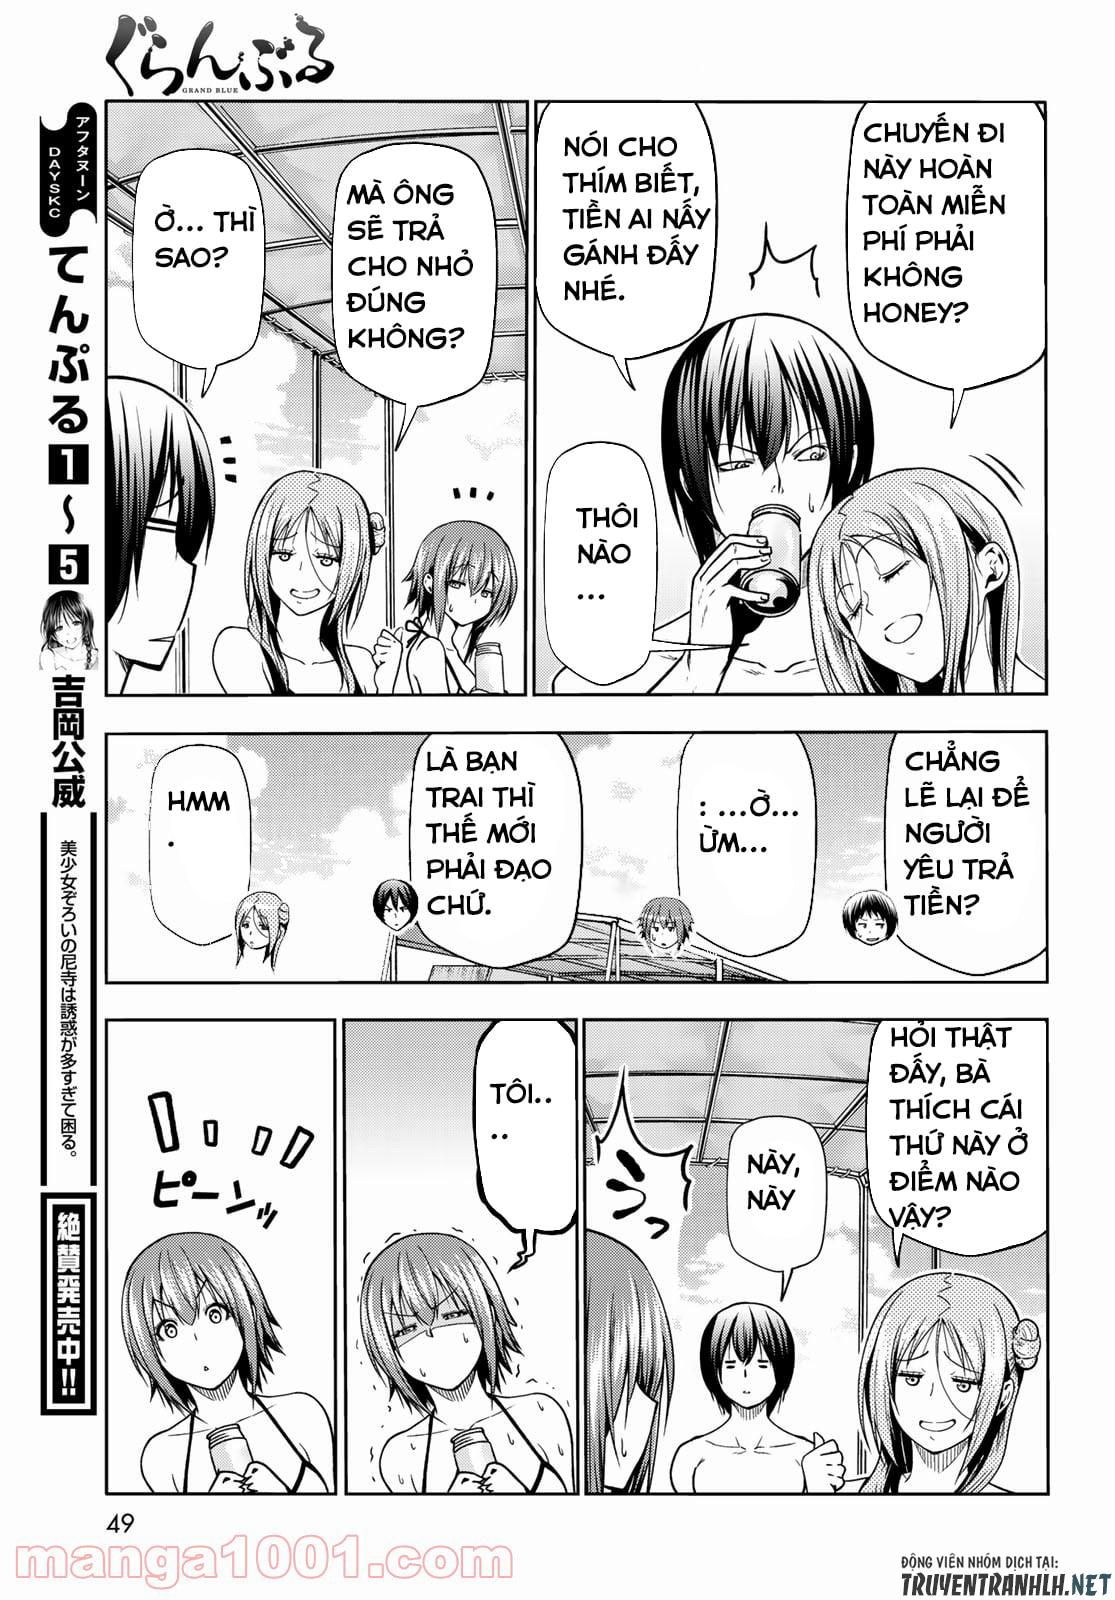 ぐらんぶる
GRAND BLUE
CHUYẾN ĐI
NÀY HOÀN
TOÀN MIỄN
PHÍ PHẢI
KHÔNG
HONEY?
NÓI CHO
THÍM BIẾT,
TIỀN AI NẤY
GÁNH ĐẤY
NHÉ.
THÔI
NÀO
...
MÀ ÔNG
SẼ TRẢ
CHO NHỎ
ĐÚNG
KHÔNG?
Ờ... THÌ
SAO?
CHẲNG
LẼ LẠI ĐỂ
NGƯỜI
YÊU TRẢ
TIỀN?
: ...Ờ...
ỪM...
LÀ BẠN
TRAI THÌ
THẾ MỚI
PHẢI ĐẠO
CHỨ.
HMM
.
HỎI THẬT
ĐẤY, BÀ
THÍCH CÁI
THỨ NÀY Ở
ĐIỂM NÀO
VẬY?
NÀY,
NÀY
TÔI..
..
ピーンッ
アフタヌーン
DAYSKC
てんぷる 1～5
吉岡公威
美少女ぞろいの尼寺は誘惑が多すぎて困る。
絶賛発売中!!
49
manga1001.com
ĐỘNG VIÊN NHÓM DỊCH TẠI:
TRUYENTRANHLH.NET